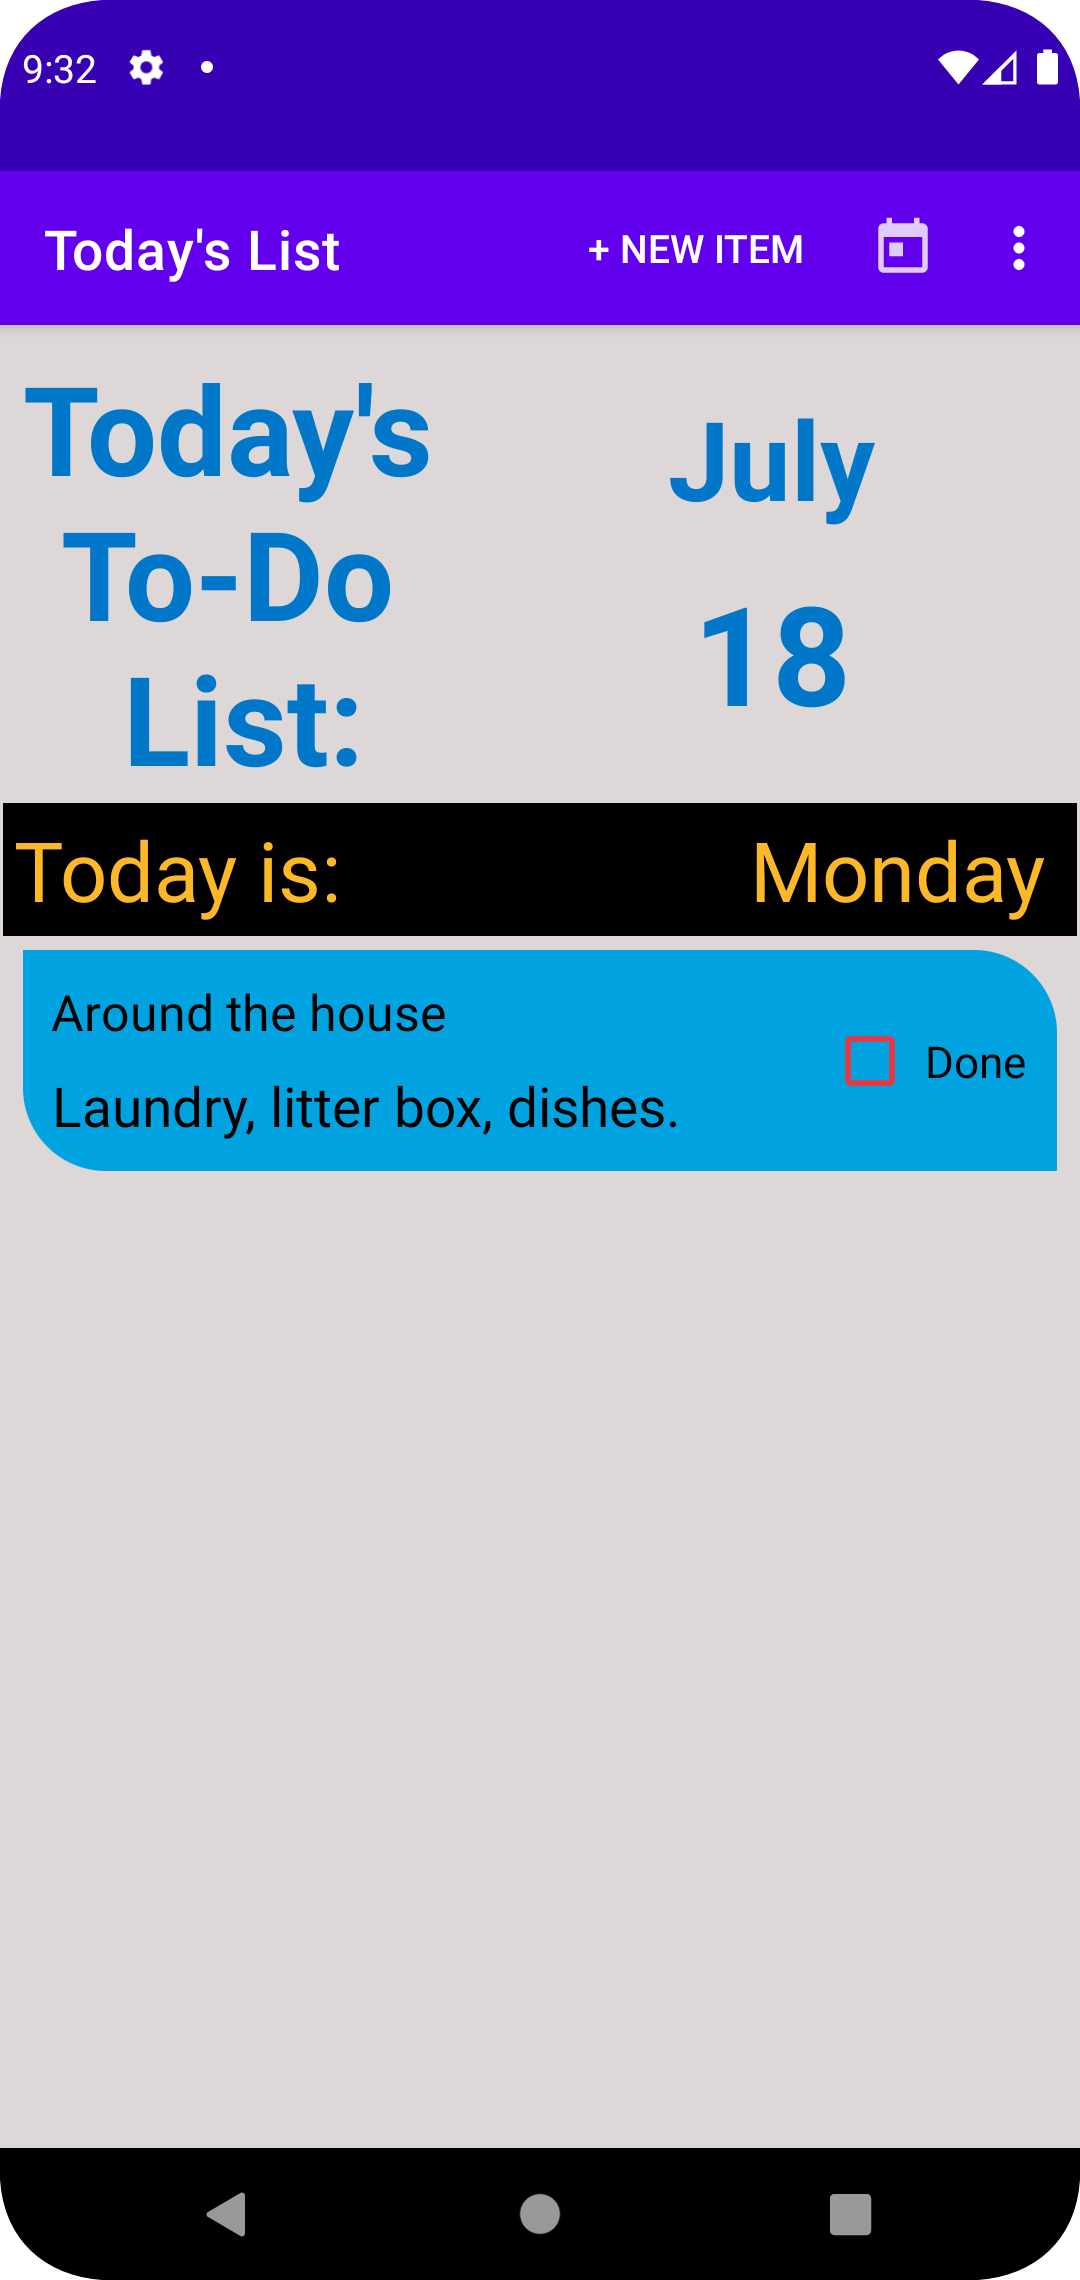 9:32
Today's List
+ NEW ITEM
Today's
To-Do
List:
July
18
Today is:
Monday
Around the house
Laundry, litter box, dishes.
Done